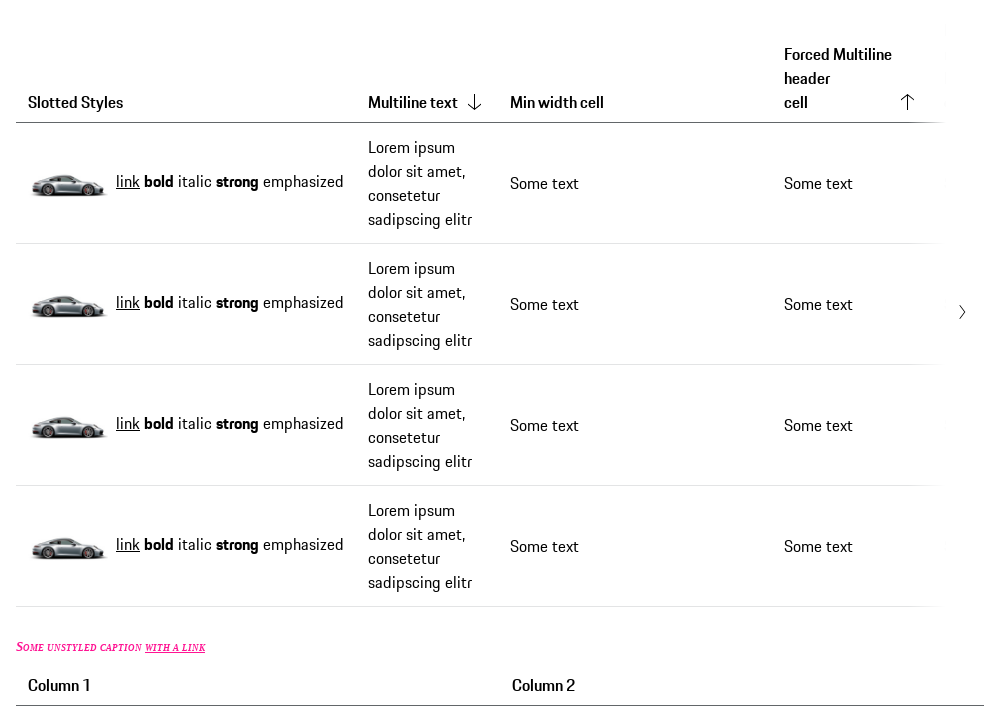 Forced Multiline
header
Slotted Styles Multiline text Min width cell cell
Lorem ipsum
dolor sit amet,
link bold italic strong emphasized consetetur Some text Some text
sadipscing elitr
Lorem ipsum
dolor sit amet,
link bold italic strong emphasized consetetur Some text Some text
sadipscing elitr
Lorem ipsum
dolor sit amet,
link bold italic strong emphasized consetetur Some text Some text
sadipscing elitr
Lorem ipsum
dolor sit amet,
link bold italic strong emphasized consetetur Some text Some text
sadipscing elitr
Some unstyled caption with a link
Column 1 Column 2